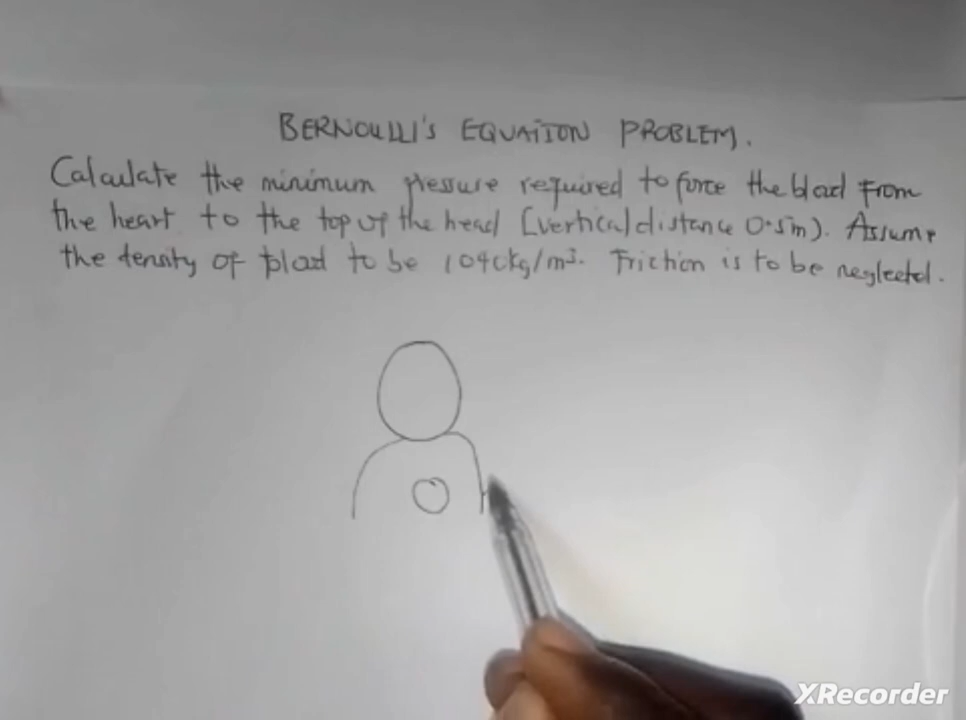 BERNOULLI'S EQUATION PROBLEM.
Calculate the minimum pressure required to force the blood from
the heart to the top of the head [vertical distance 0.5m). Assume
the density of blood to be 1040kg/m³. Friction is to be neglected.
XRecorder